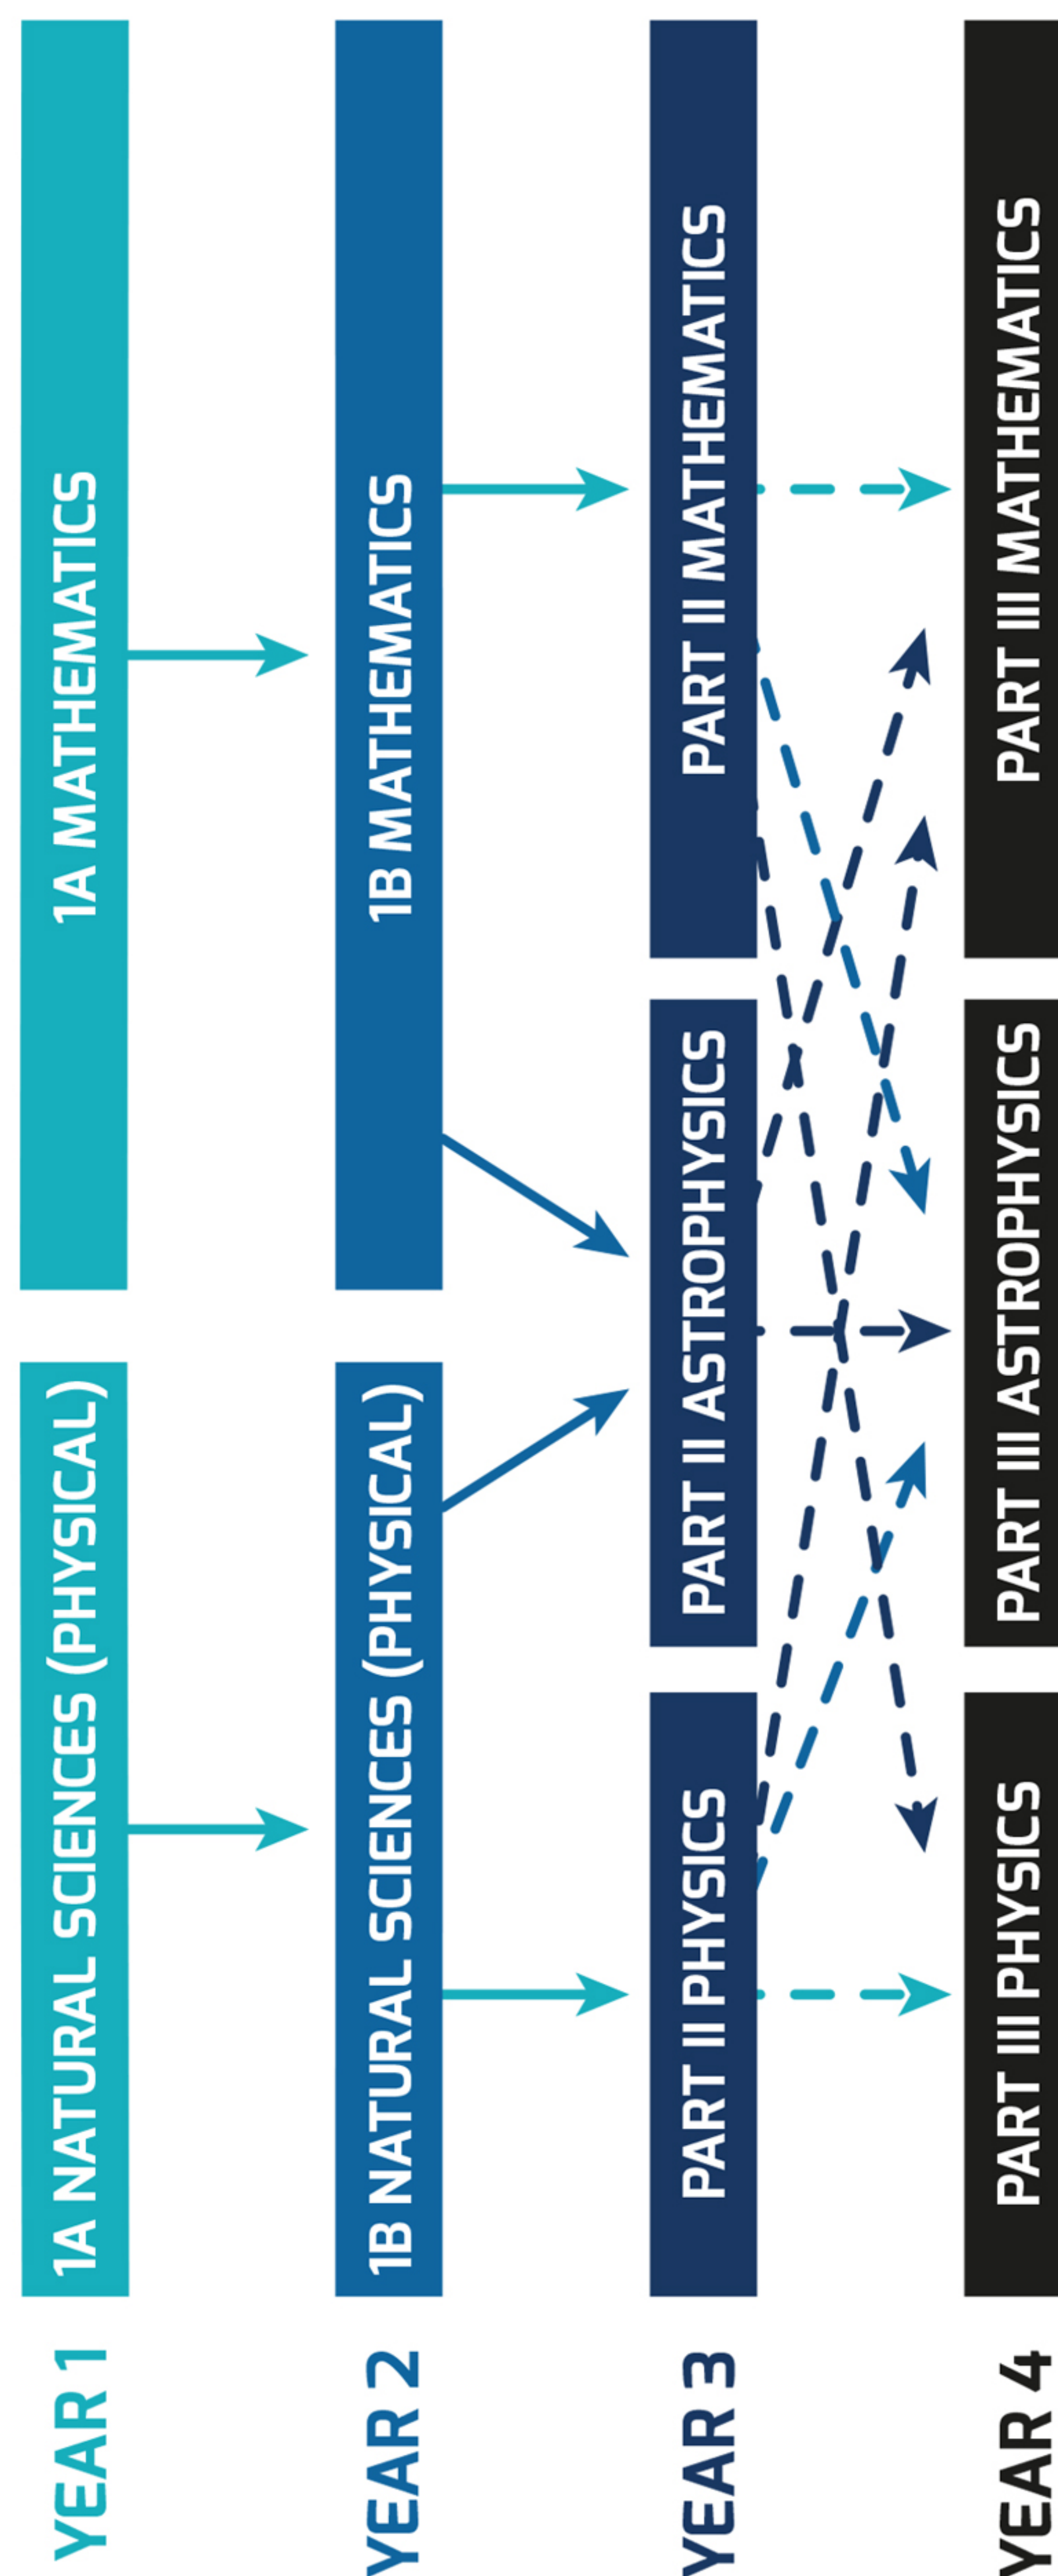 YEAR 1
1A NATURAL SCIENCES (PHYSICAL)
1A MATHEMATICS
YEAR 2
1B NATURAL SCIENCES (PHYSICAL)
1B MATHEMATICS
YEAR 3
PART II PHYSICS
PART II ASTROPHYSICS
PART II MATHEMATICS
YEAR 4
PART III PHYSICS
PART III ASTROPHYSICS
PART III MATHEMATICS